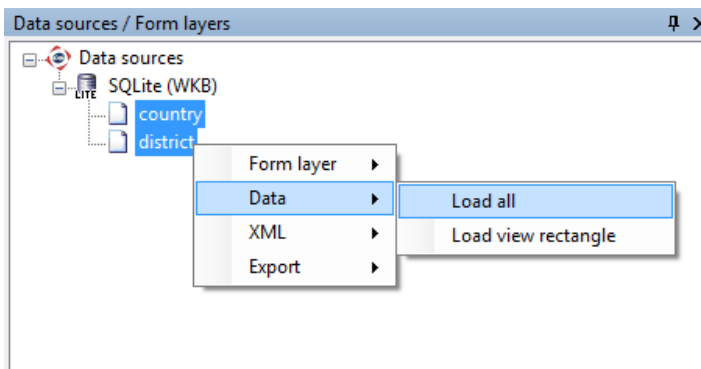 Data sources / Form layers
Data sources
LITE SQLite (WKB)
country
district
Form layer
Data
Load all
XML
Load view rectangle
Export